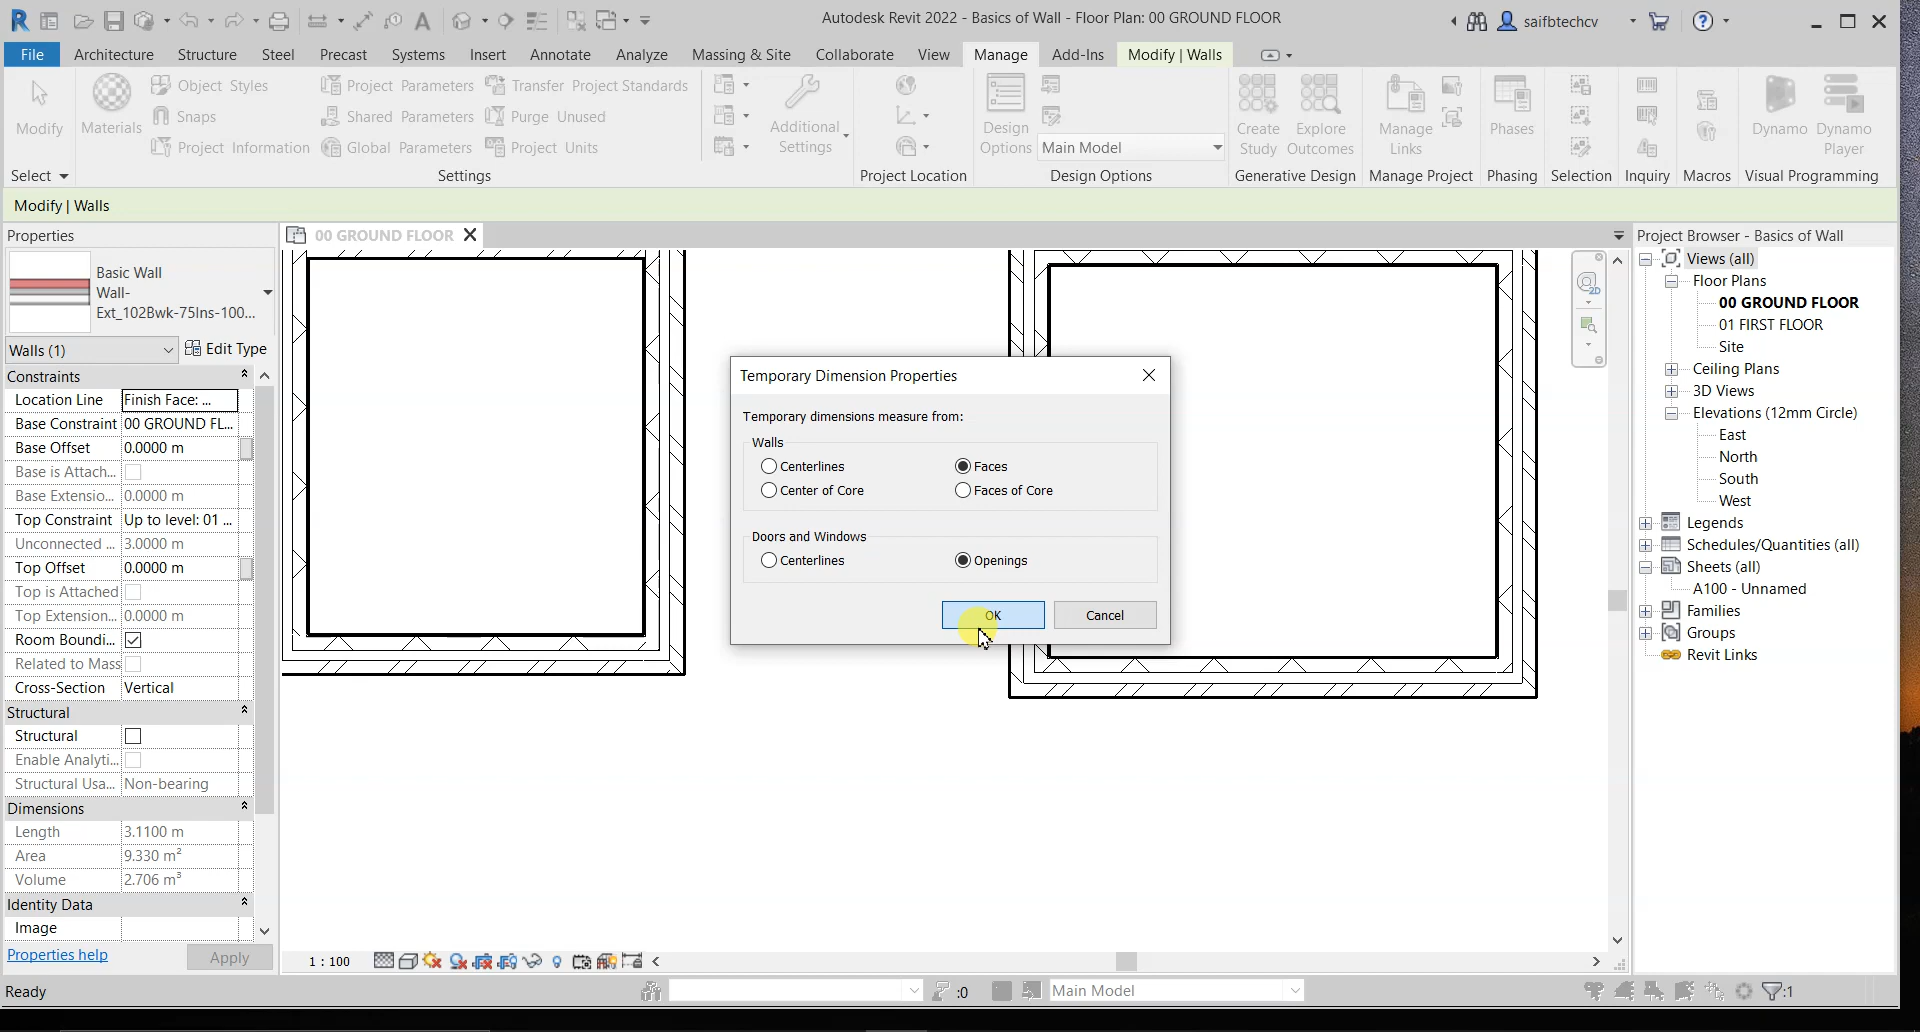 Autodesk Revit 2022 - Basics of Wall - Floor Plan: 00 GROUND FLOOR
saifbtechcv
File Architecture Structure Steel Precast Systems Insert Annotate Analyze Massing & Site Collaborate View Manage Add-Ins Modify | Walls
Modify
Materials
Object Styles
Snaps
Project Information
Project Parameters
Shared Parameters
Global Parameters
Transfer Project Standards
Purge Unused
Project Units
Additional
Settings
Design
Options
Main Model
Create
Study
Explore
Outcomes
Manage
Links
Phases
Dynamo
Dynamo
Player
Select
Settings
Project Location
Design Options
Generative Design
Manage Project
Phasing
Selection
Inquiry
Macros
Visual Programming
Modify | Walls
Properties
Basic Wall
Wall-
Ext_102Bwk-75Ins-100...
Walls (1)
Edit Type
Constraints
Location Line Finish Face: ...
Base Constraint 00 GROUND FL...
Base Offset 0.0000 m
Base is Attach...
Base Extensio... 0.0000 m
Top Constraint Up to level: 01 ...
Unconnected ... 3.0000 m
Top Offset 0.0000 m
Top is Attached
Top Extension... 0.0000 m
Room Boundi...
Related to Mass
Cross-Section Vertical
Structural
Structural
Enable Analyti...
Structural Usa... Non-bearing
Dimensions
Length 3.1100 m
Area 9.330 m²
Volume 2.706 m³
Identity Data
Image
Properties help
Apply
00 GROUND FLOOR
2D
Temporary Dimension Properties
Temporary dimensions measure from:
Walls
Centerlines Faces
Center of Core Faces of Core
Doors and Windows
Centerlines Openings
OK Cancel
Project Browser - Basics of Wall
Views (all)
Floor Plans
00 GROUND FLOOR
01 FIRST FLOOR
Site
Ceiling Plans
3D Views
Elevations (12mm Circle)
East
North
South
West
Legends
Schedules/Quantities (all)
Sheets (all)
A100 - Unnamed
Families
Groups
Revit Links
1 : 100
Ready
:0
Main Model
:1